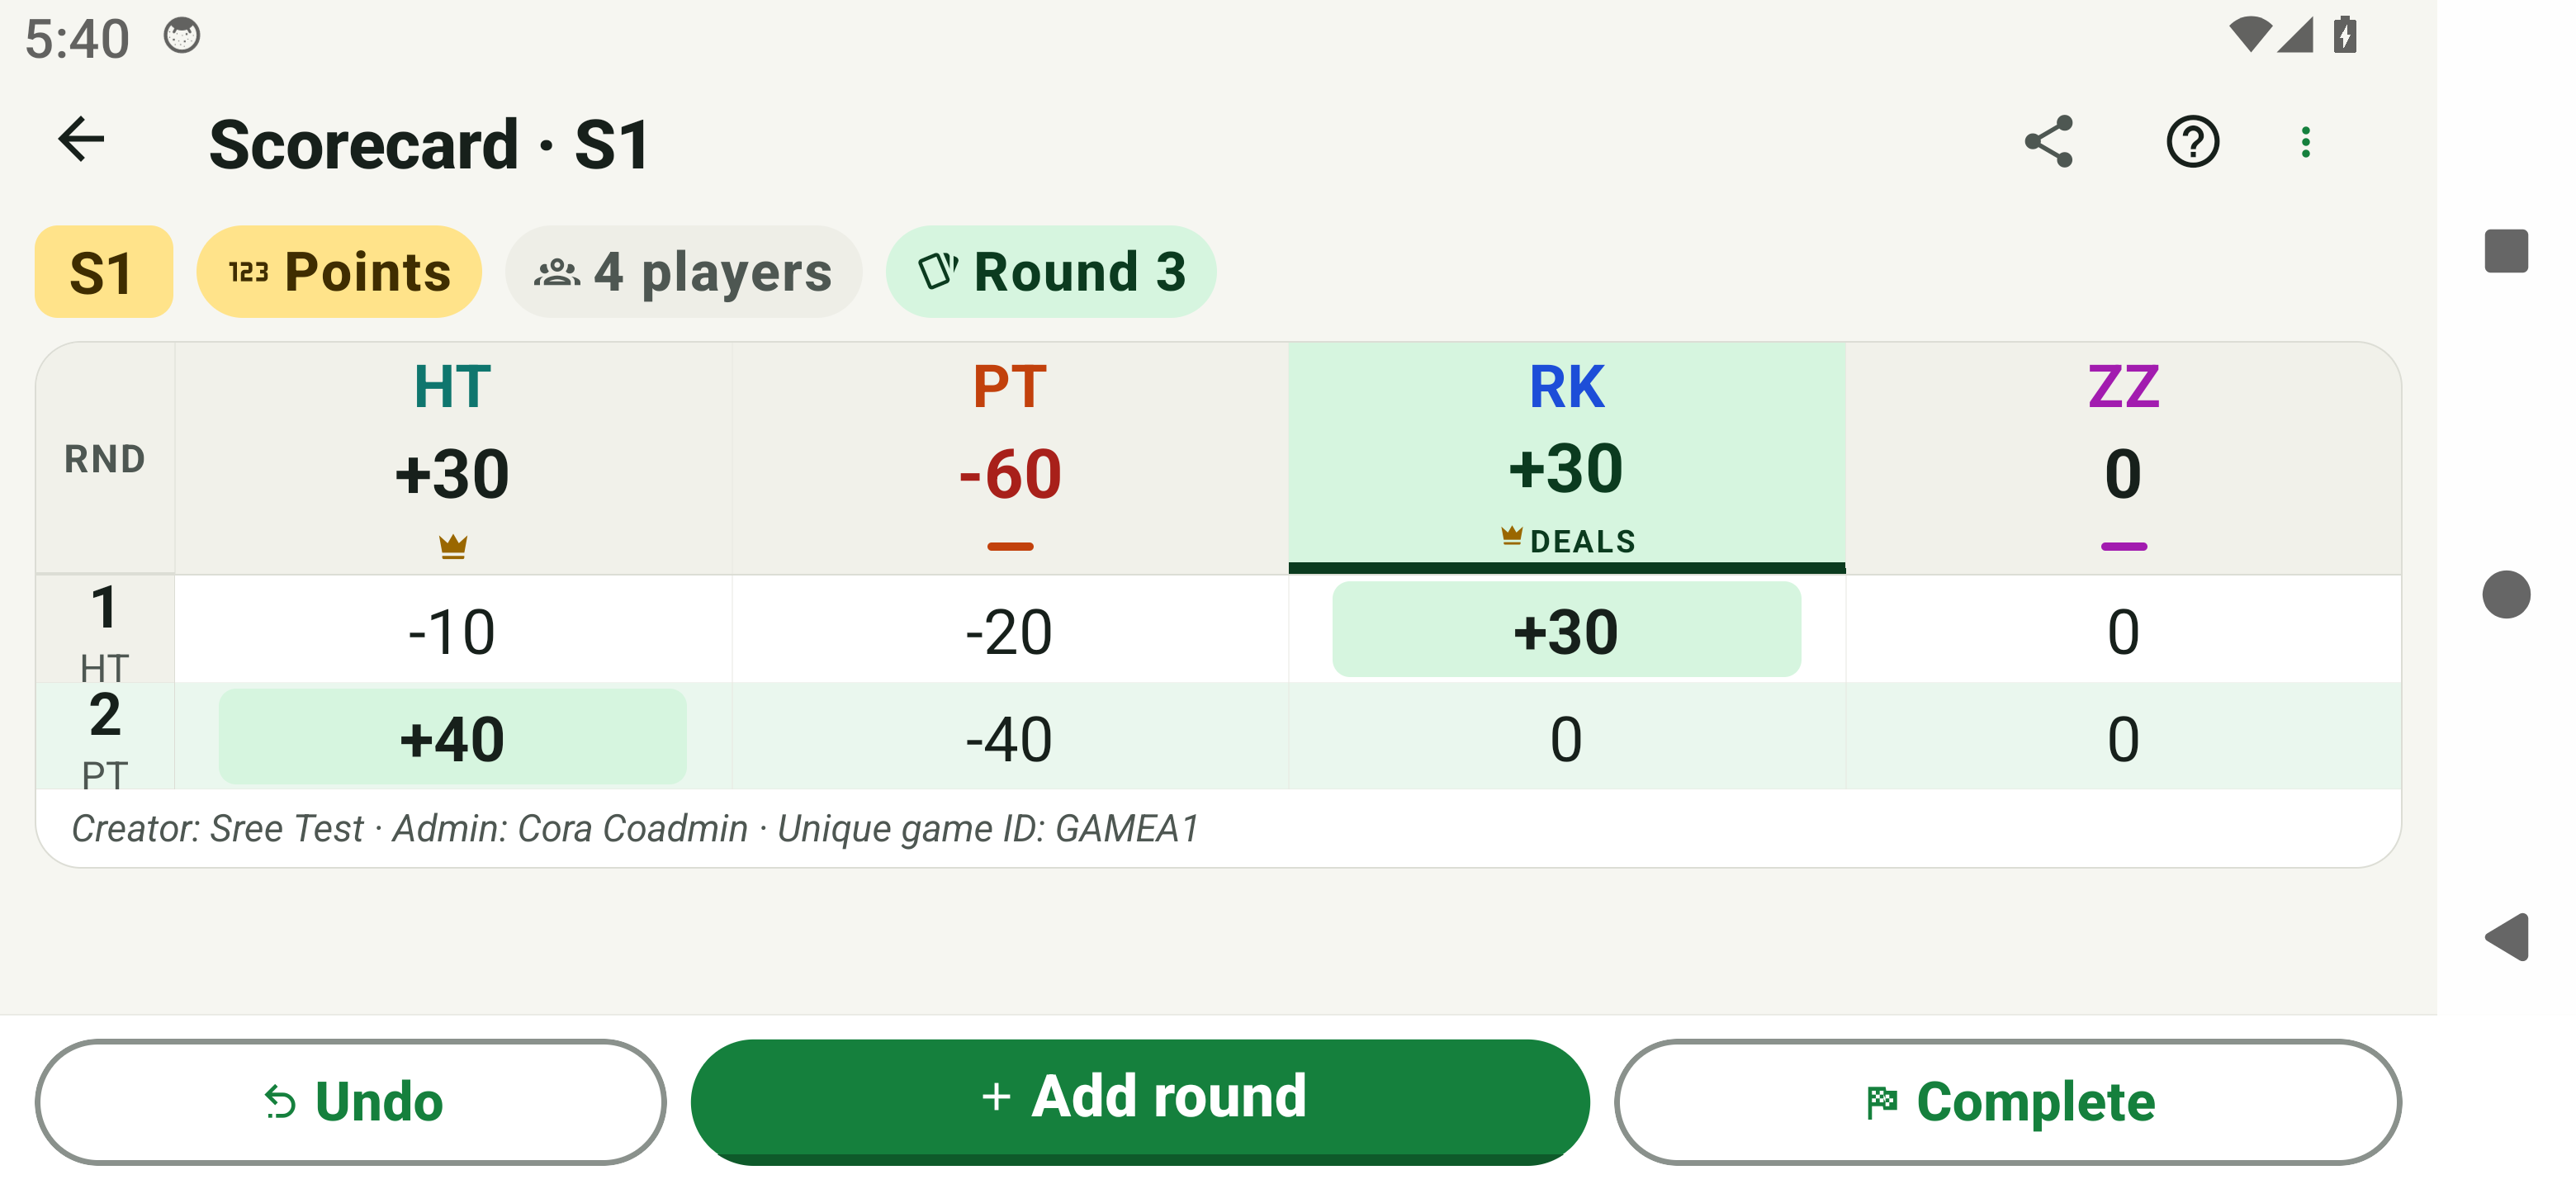 5:40
Scorecard · S1
S1
123 Points
4 players
Round 3
RND HT PT RK ZZ
+30 -60 +30 0
DEALS
1 -10 -20 +30 0
HT
2 +40 -40 0 0
PT
Creator: Sree Test · Admin: Cora Coadmin · Unique game ID: GAMEA1
Undo
+ Add round
Complete